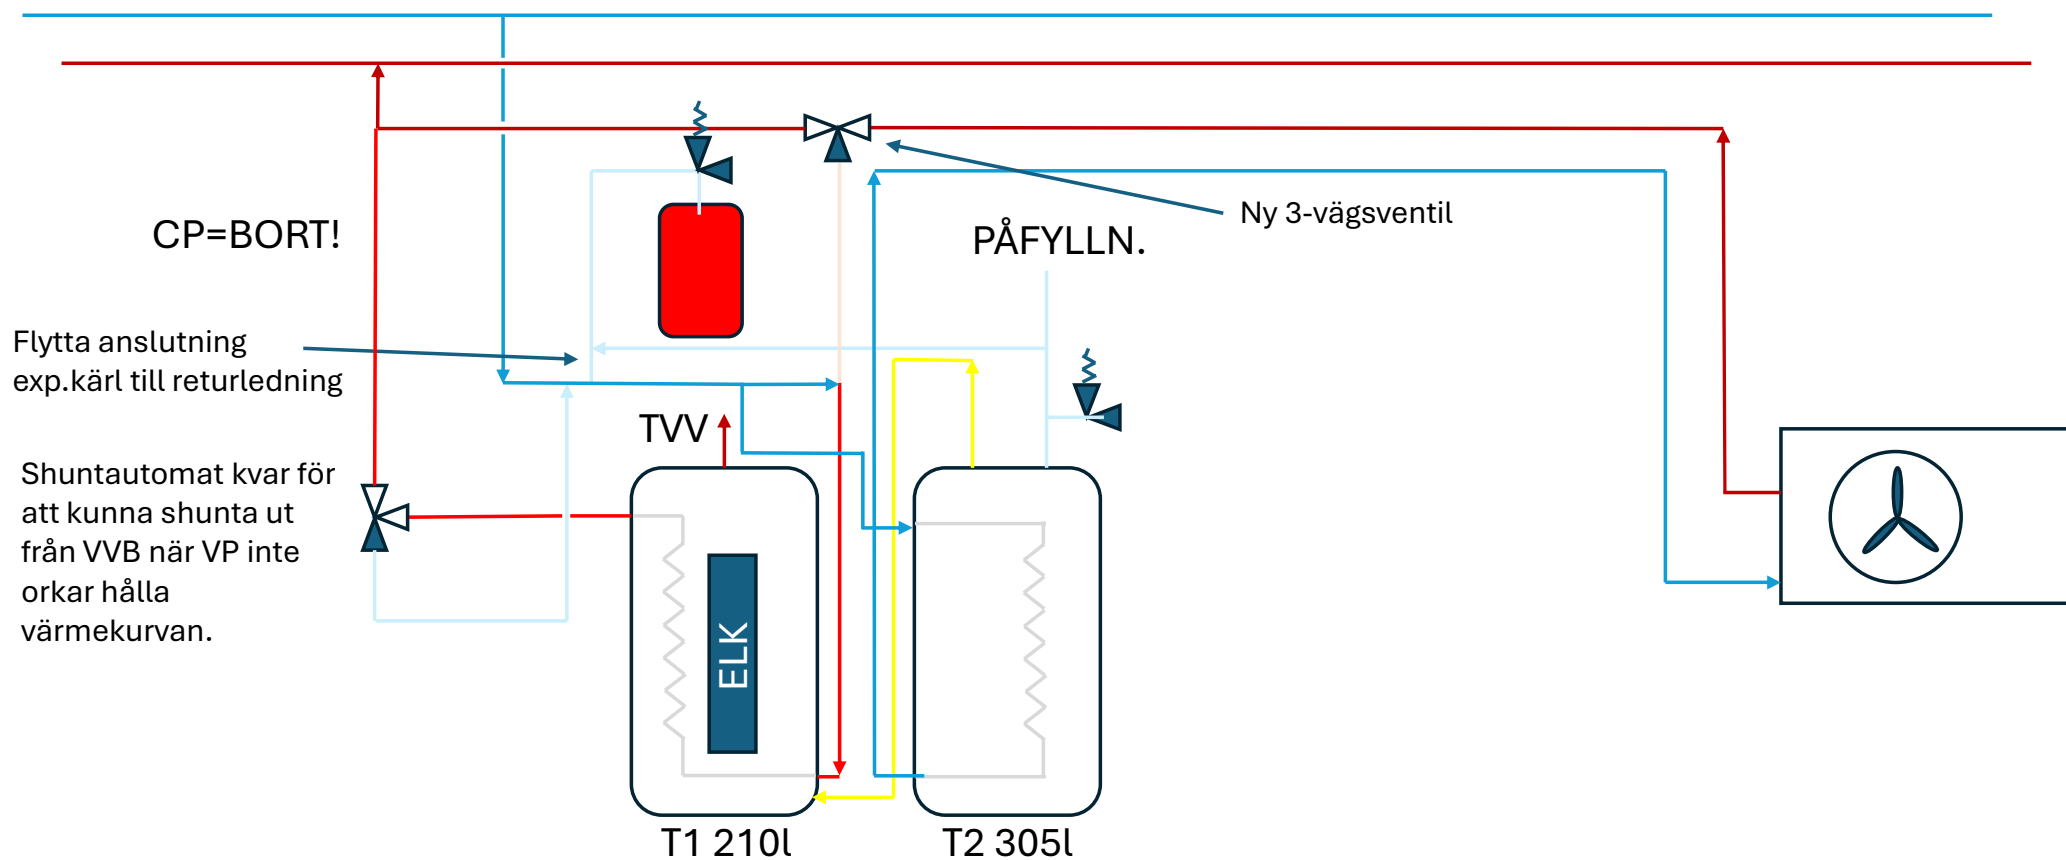 CP=BORT!
Ny 3-vägsventil
PÅFYLLN.
Flytta anslutning
exp.kärl till returledning
TVV
Shuntautomat kvar för
att kunna shunta ut
från VVB när VP inte
orkar hålla
värmekurvan.
ELK
T1 210l
T2 305l